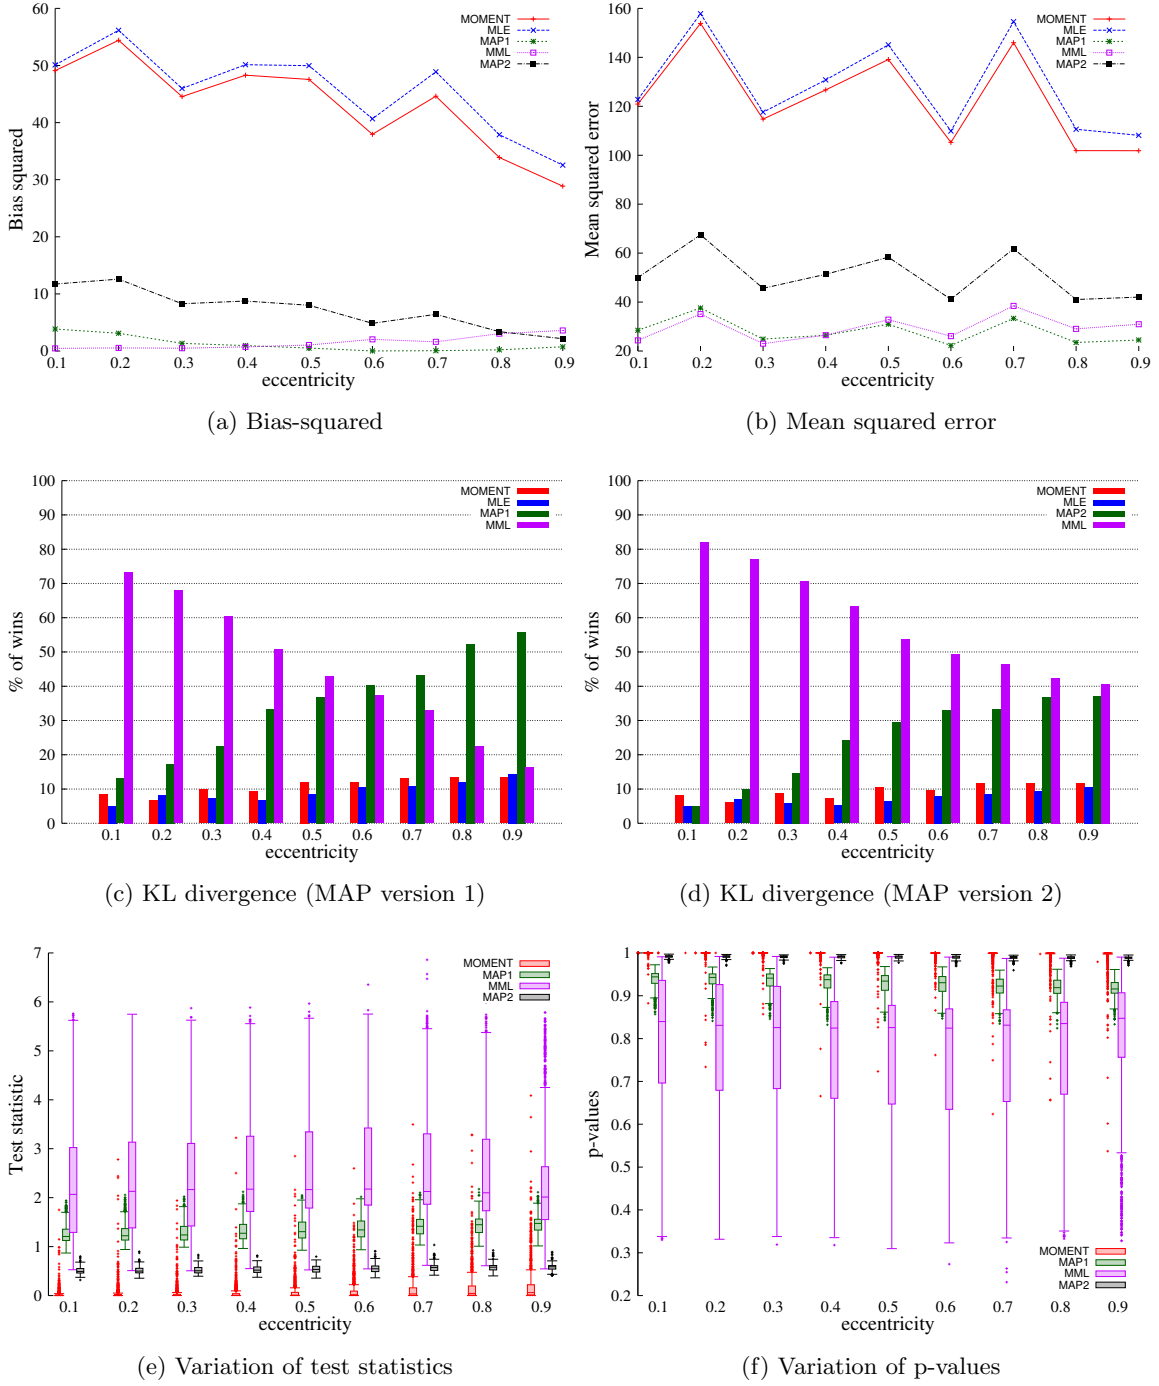 60
50
40
30
20
10
0
0.1 0.2 0.3 0.4 0.5 0.6 0.7 0.8 0.9
Bias squared
eccentricity
MOMENT
MLE
MAP1
MML
MAP2
(a) Bias-squared
160
140
120
100
80
60
40
20
0.1 0.2 0.3 0.4 0.5 0.6 0.7 0.8 0.9
Mean squared error
eccentricity
MOMENT
MLE
MAP1
MML
MAP2
(b) Mean squared error
100
90
80
70
60
50
40
30
20
10
0
0.1 0.2 0.3 0.4 0.5 0.6 0.7 0.8 0.9
% of wins
eccentricity
MOMENT
MLE
MAP1
MML
(c) KL divergence (MAP version 1)
100
90
80
70
60
50
40
30
20
10
0
0.1 0.2 0.3 0.4 0.5 0.6 0.7 0.8 0.9
% of wins
eccentricity
MOMENT
MLE
MAP2
MML
(d) KL divergence (MAP version 2)
7
6
5
4
3
2
1
0
0.1 0.2 0.3 0.4 0.5 0.6 0.7 0.8 0.9
Test statistic
eccentricity
MOMENT
MAP1
MML
MAP2
(e) Variation of test statistics
1
0.9
0.8
0.7
0.6
0.5
0.4
0.3
0.2
0.1 0.2 0.3 0.4 0.5 0.6 0.7 0.8 0.9
p-values
eccentricity
MOMENT
MAP1
MML
MAP2
(f) Variation of p-values